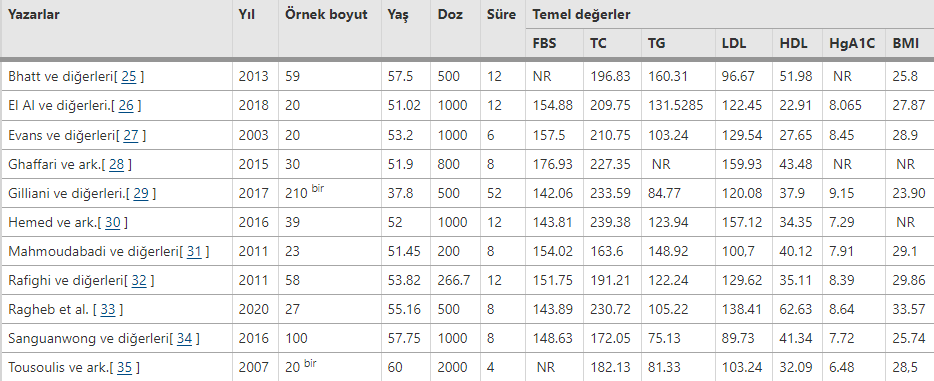 Yazarlar Yıl Örnek boyut Yaş Doz Süre Temel değerler
FBS TC TG LDL HDL HgA1C BMI
Bhatt ve diğerleri[ 25 ] 2013 59 57.5 500 12 NR 196.83 160.31 96.67 51.98 NR 25.8
El Al ve diğerleri.[ 26 ] 2018 20 51.02 1000 12 154.88 209.75 131.5285 122.45 22.91 8.065 27.87
Evans ve diğerleri[ 27 ] 2003 20 53.2 1000 6 157.5 210.75 103.24 129.54 27.65 8.45 28.9
Ghaffari ve ark.[ 28 ] 2015 30 51.9 800 8 176.93 227.35 NR 159.93 43.48 NR NR
Gilliani ve diğerleri.[ 29 ] 2017 210 bir 37.8 500 52 142.06 233.59 84.77 120.08 37.9 9.15 23.90
Hemed ve ark.[ 30 ] 2016 39 52 1000 12 143.81 239.38 123.94 157.12 34.35 7.29 NR
Mahmoudabadi ve diğerleri[ 31 ] 2011 23 51.45 200 8 154.02 163.6 148.92 100,7 40.12 7.91 29.1
Rafighi ve diğerleri[ 32 ] 2011 58 53.82 266.7 12 151.75 191.21 122.24 129.62 35.11 8.39 29.86
Ragheb et al. [ 33 ] 2020 27 55.16 500 8 143.89 230.72 105.22 138.41 62.63 8.64 33.57
Sanguanwong ve diğerleri[ 34 ] 2016 100 57.75 1000 8 148.63 172.05 75.13 89.73 41.34 7.72 25.74
Tousoulis ve ark.[ 35 ] 2007 20 bir 60 2000 4 NR 182.13 81.33 103.24 32.09 6.48 28,5